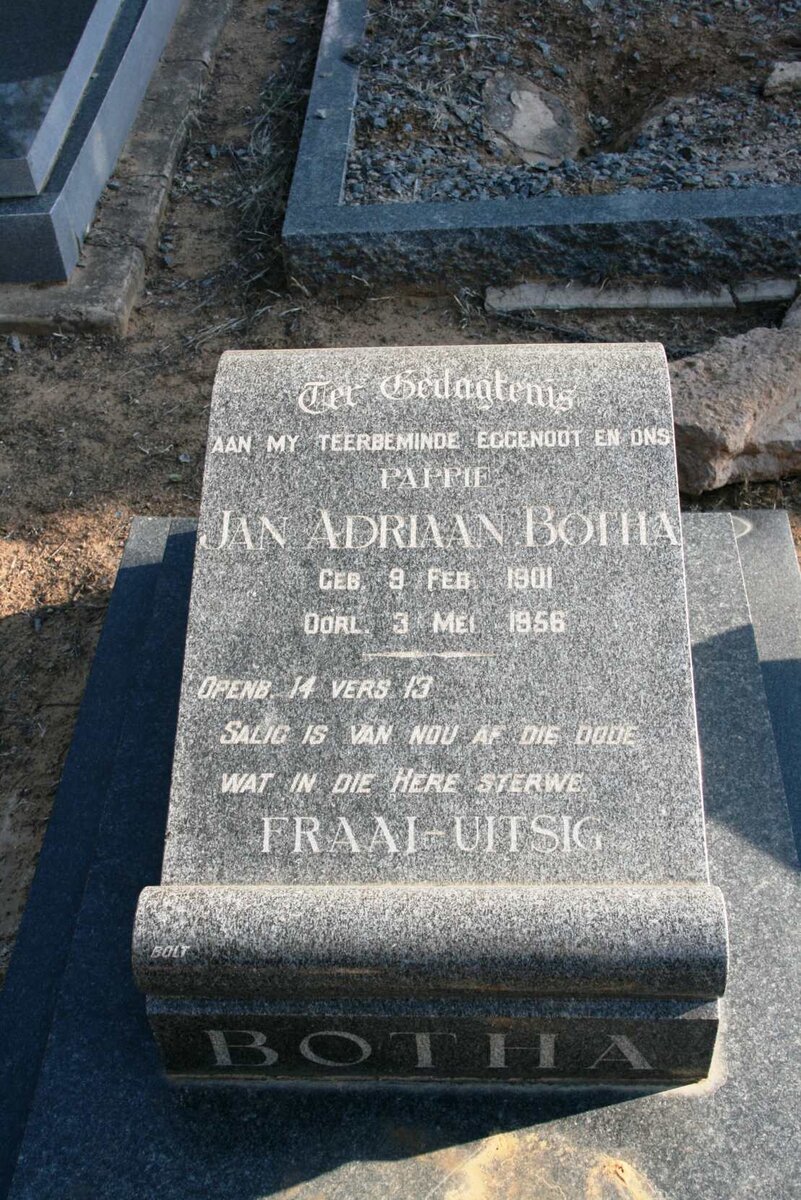 Ter Gedagtenis
AAN MY TEERBEMINDE EGGENOOT EN ONS
PAPPIE
JAN ADRIAAN BOTHA
GEB. 9 FEB. 1901
OORL. 3 MEI 1956
OPENB. 14 VERS 13
SALIG IS VAN NOU AF DIE DODE
WAT IN DIE HERE STERWE.
FRAAI-UITSIG
BOLT
BOTHA